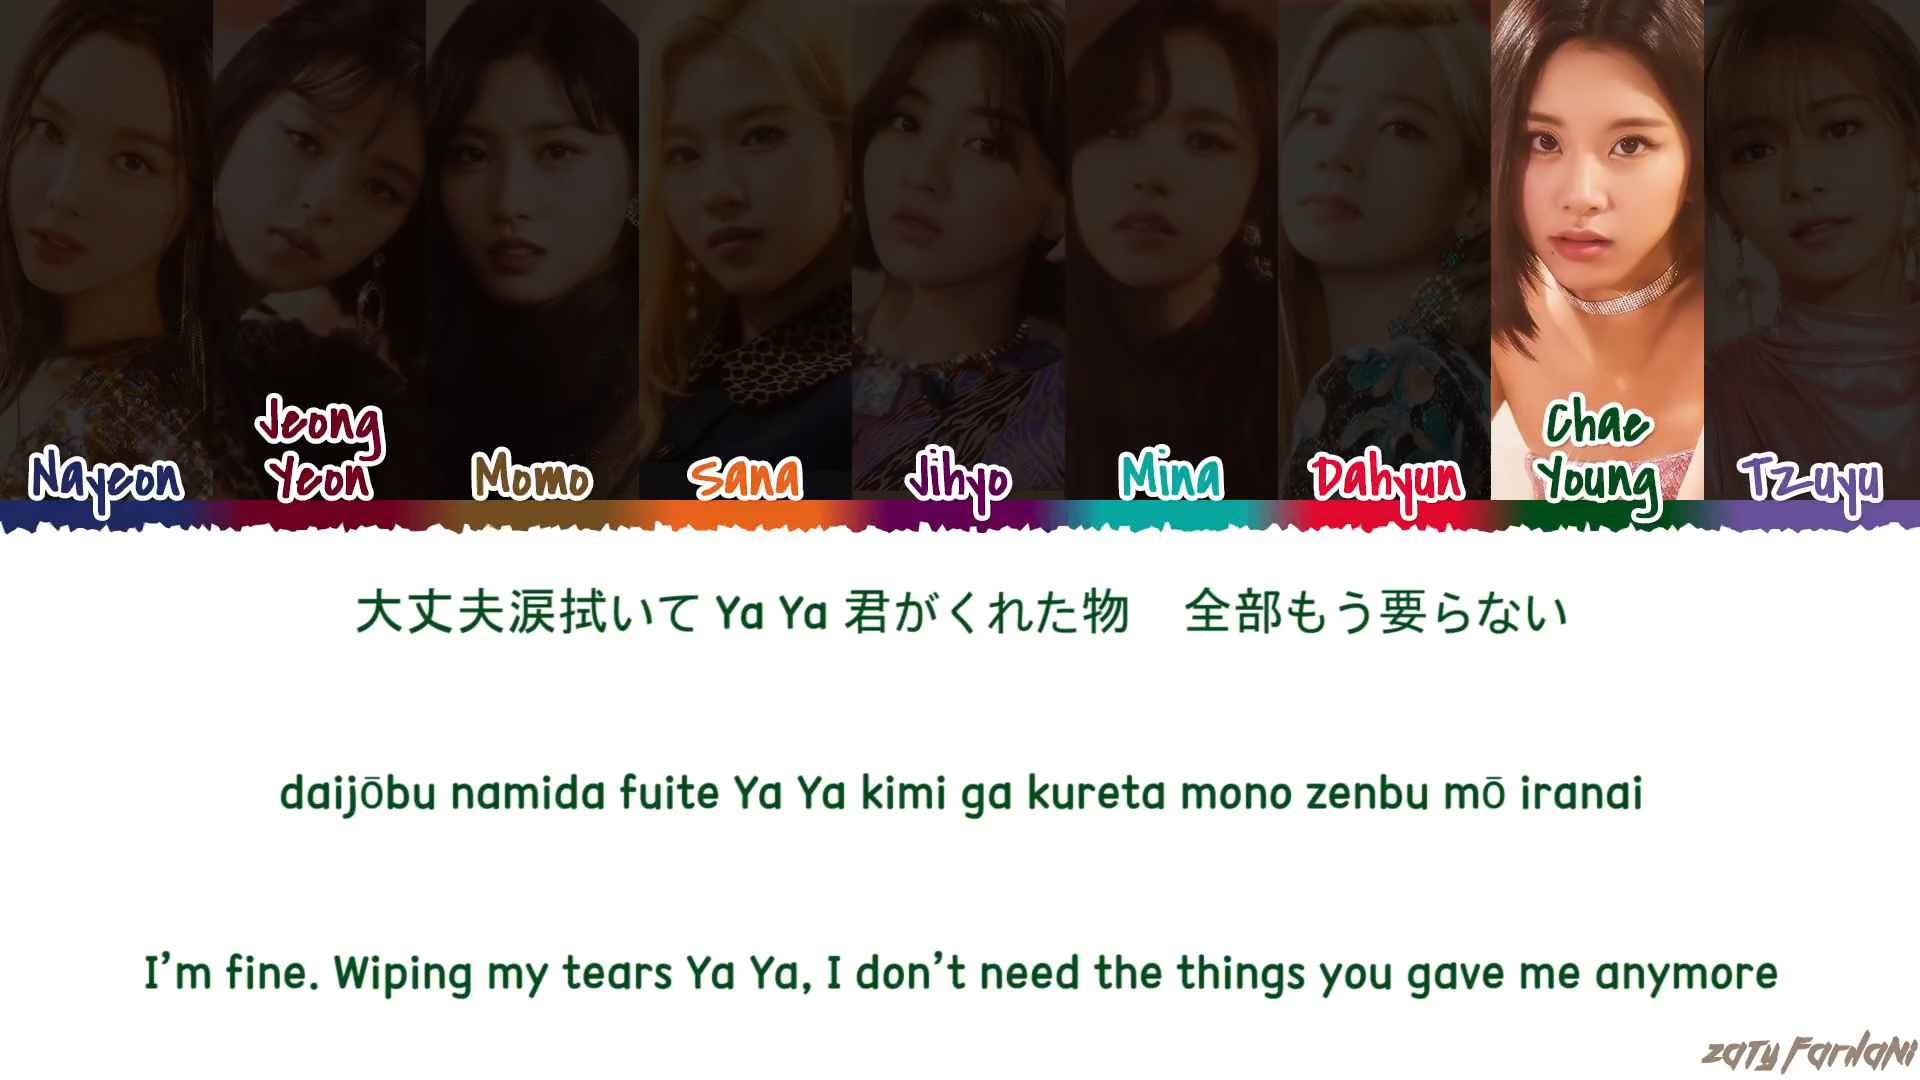 Nayeon
Jeong
Yeon
Momo
Sana
Jihyo
Mina
Dahyun
Chae
Young
Tzuyu
大丈夫涙拭いて Ya Ya 君がくれた物　全部もう要らない
daijōbu namida fuite Ya Ya kimi ga kureta mono zenbu mō iranai
I’m fine. Wiping my tears Ya Ya, I don’t need the things you gave me anymore
Zaty Farhani